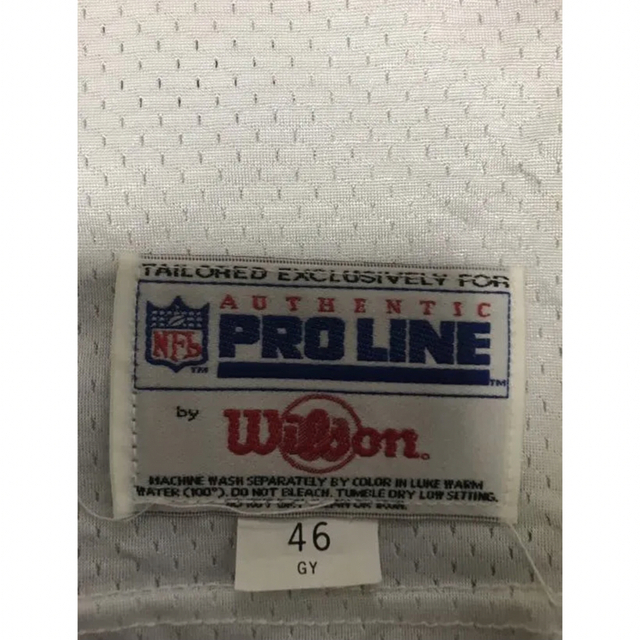 TAILORED EXCLUSIVELY FOR
AUTHENTIC
NFL PRO LINE TM
TM
by Wilson®
MACHINE WASH SEPARATELY BY COLOR IN LUKE WARM
WATER (100°). DO NOT BLEACH. TUMBLE DRY LOW SETTING.
46
GY